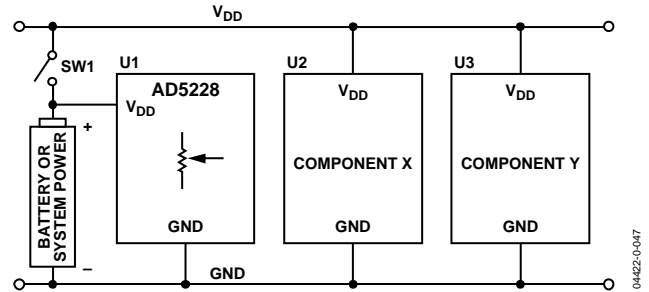 VDD
SW1
U1
AD5228
VDD
GND
U2
VDD
COMPONENT X
GND
U3
VDD
COMPONENT Y
GND
+
BATTERY OR
SYSTEM POWER
–
GND
04422-0-047